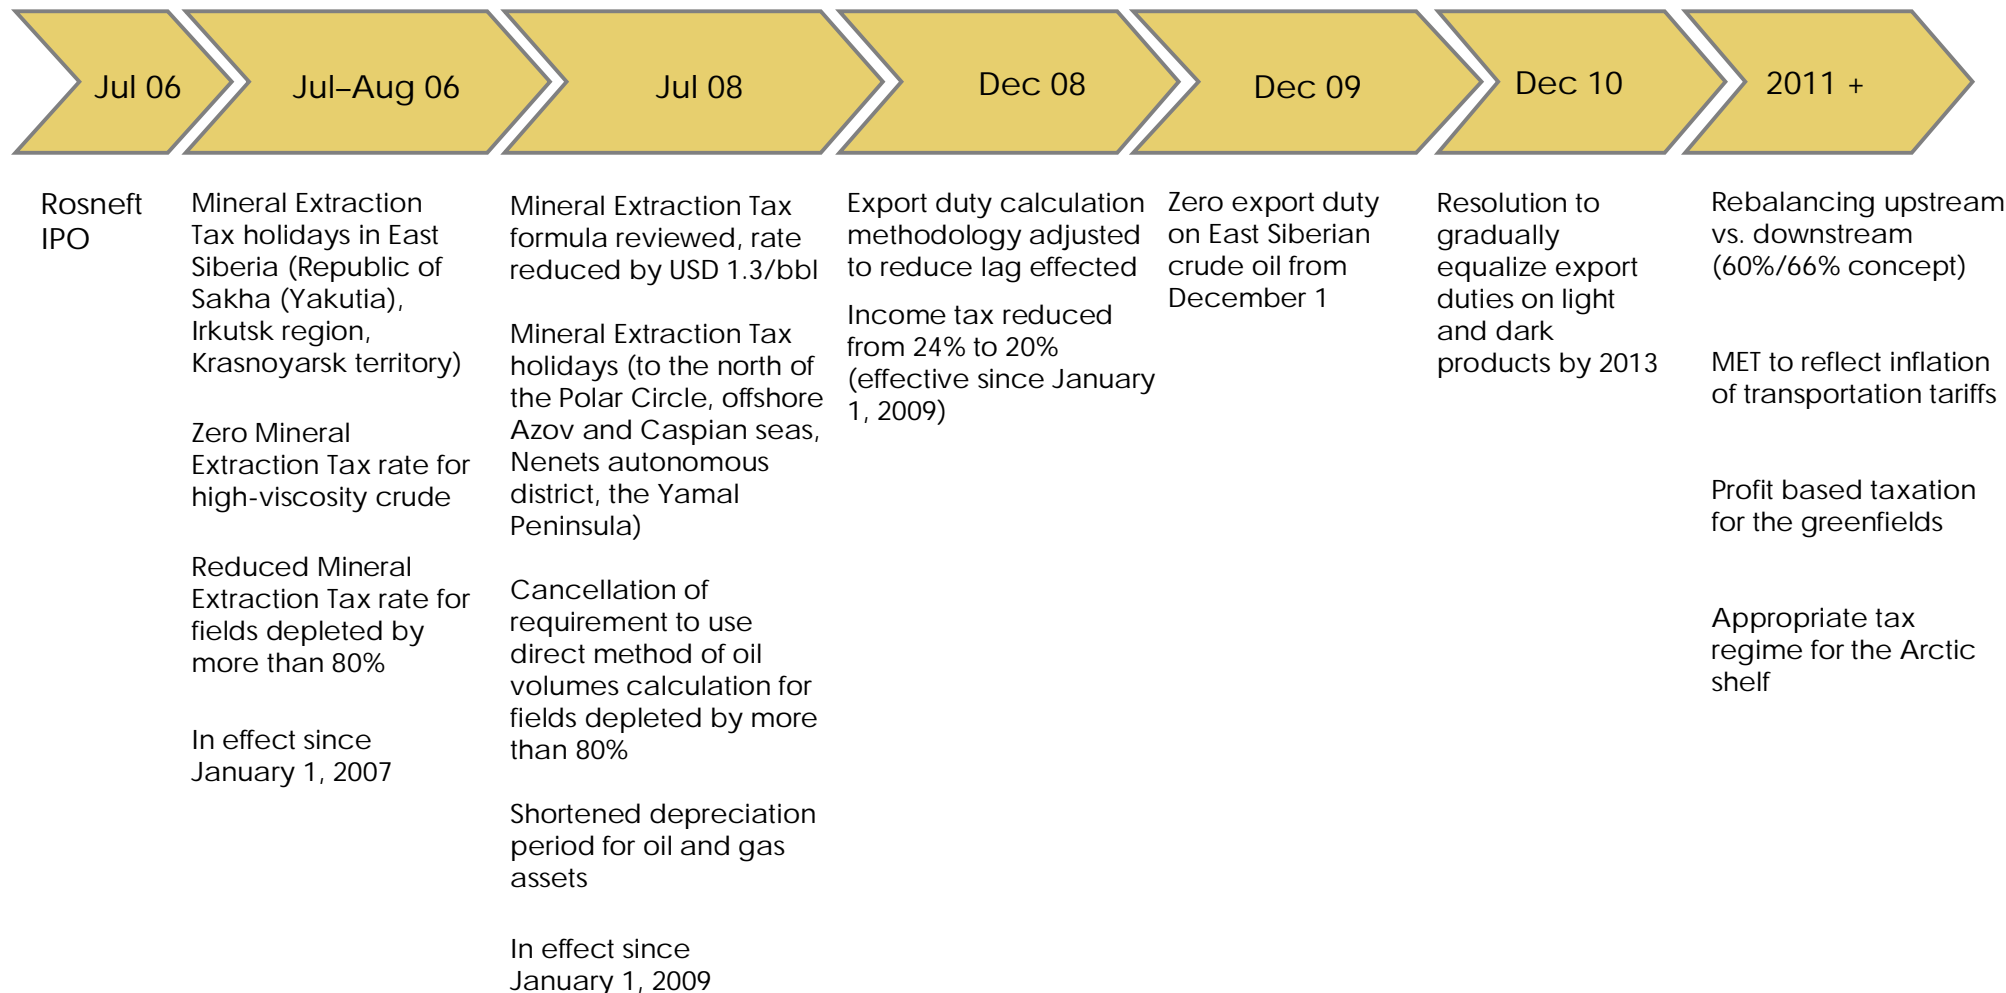 Jul 06
Jul–Aug 06
Jul 08
Dec 08
Dec 09
Dec 10
2011 +
Rosneft
IPO
Mineral Extraction
Tax holidays in East
Siberia (Republic of
Sakha (Yakutia),
Irkutsk region,
Krasnoyarsk territory)
Zero Mineral
Extraction Tax rate for
high-viscosity crude
Reduced Mineral
Extraction Tax rate for
fields depleted by
more than 80%
In effect since
January 1, 2007
Mineral Extraction Tax
formula reviewed, rate
reduced by USD 1.3/bbl
Mineral Extraction Tax
holidays (to the north of
the Polar Circle, offshore
Azov and Caspian seas,
Nenets autonomous
district, the Yamal
Peninsula)
Cancellation of
requirement to use
direct method of oil
volumes calculation for
fields depleted by more
than 80%
Shortened depreciation
period for oil and gas
assets
In effect since
January 1, 2009
Export duty calculation
methodology adjusted
to reduce lag effected
Income tax reduced
from 24% to 20%
(effective since January
1, 2009)
Zero export duty
on East Siberian
crude oil from
December 1
Resolution to
gradually
equalize export
duties on light
and dark
products by 2013
Rebalancing upstream
vs. downstream
(60%/66% concept)
MET to reflect inflation
of transportation tariffs
Profit based taxation
for the greenfields
Appropriate tax
regime for the Arctic
shelf